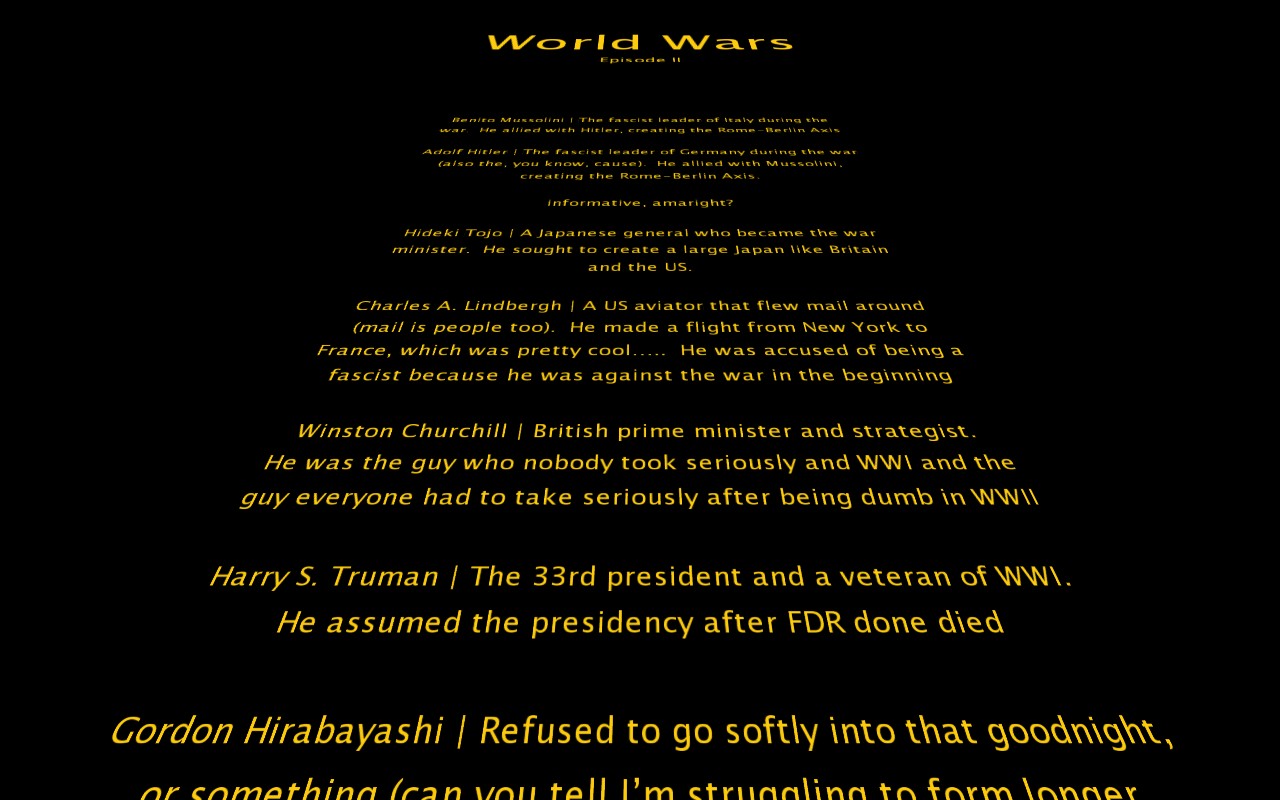 World Wars
Episode II
Benito Mussolini | The fascist leader of Italy during the
war. He allied with Hitler, creating the Rome-Berlin Axis
Adolf Hitler | The fascist leader of Germany during the war
(also the, you know, cause). He allied with Mussolini,
creating the Rome-Berlin Axis.
informative, amaright?
Hideki Tojo | A Japanese general who became the war
minister. He sought to create a large Japan like Britain
and the US.
Charles A. Lindbergh | A US aviator that flew mail around
(mail is people too). He made a flight from New York to
France, which was pretty cool..... He was accused of being a
fascist because he was against the war in the beginning
Winston Churchill | British prime minister and strategist.
He was the guy who nobody took seriously and WWI and the
guy everyone had to take seriously after being dumb in WWII
Harry S. Truman | The 33rd president and a veteran of WWI.
He assumed the presidency after FDR done died
Gordon Hirabayashi | Refused to go softly into that goodnight,
or something (can you tell I'm struggling to form longer